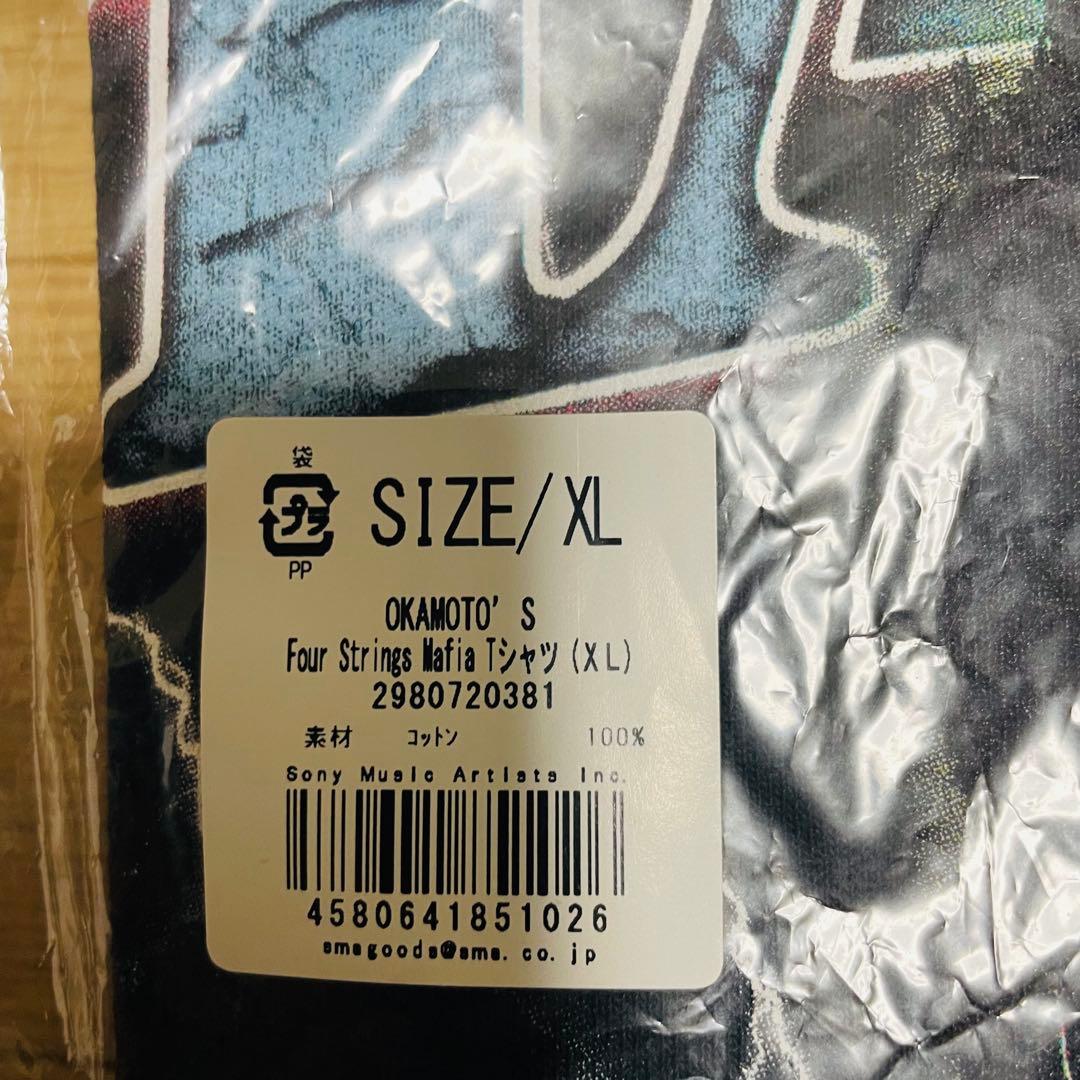 袋
プラ
PP
SIZE/XL
OKAMOTO'S
Four Strings Mafia Tシャツ(XL)
2980720381
素材 コットン 100%
Sony Music Artists Inc.
4580641851026
smagoods@sma.co.jp